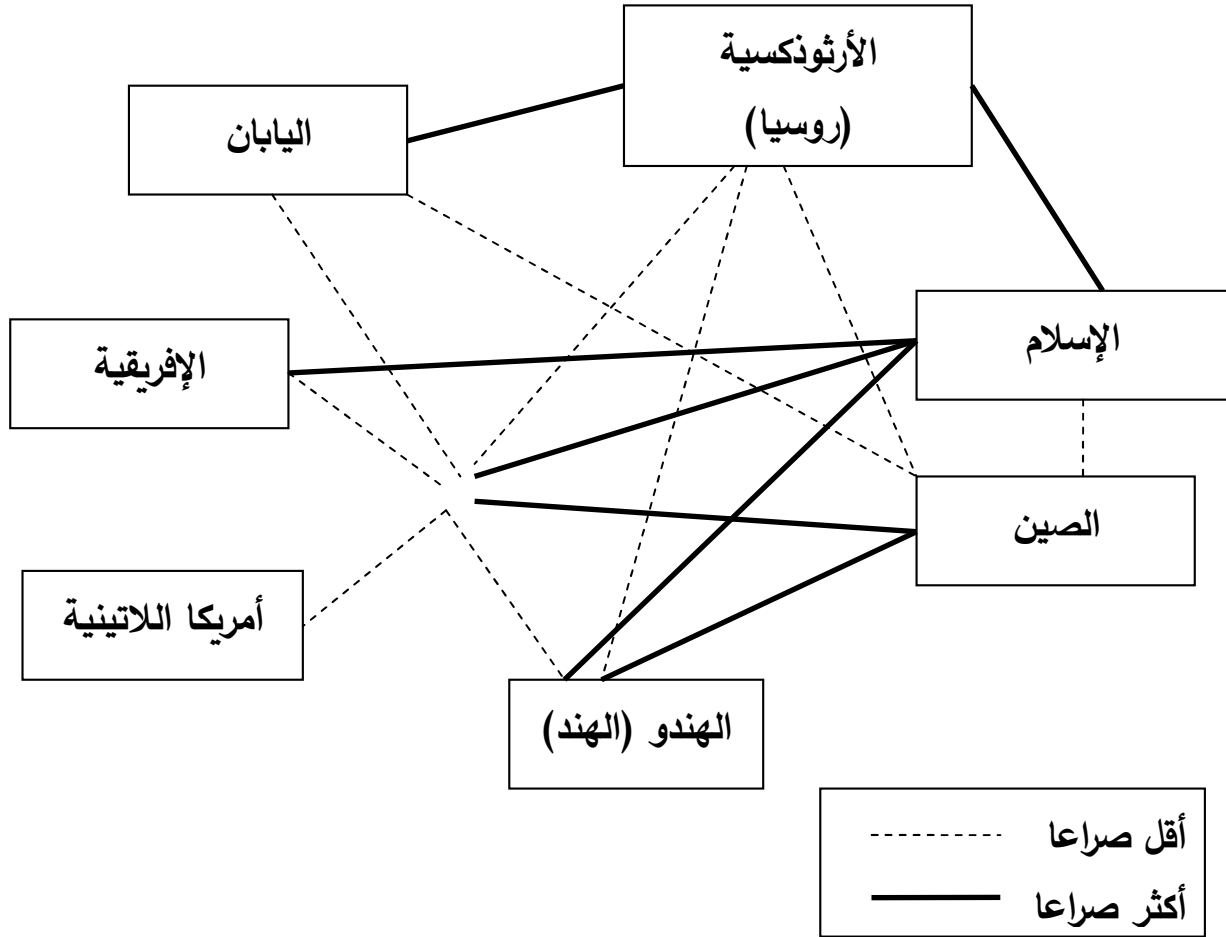 الأرثوذكسية
(روسيا)
اليابان
الإسلام
الإفريقية
الصين
أمريكا اللاتينية
الهندو (الهند)
أقل صراعا
أكثر صراعا